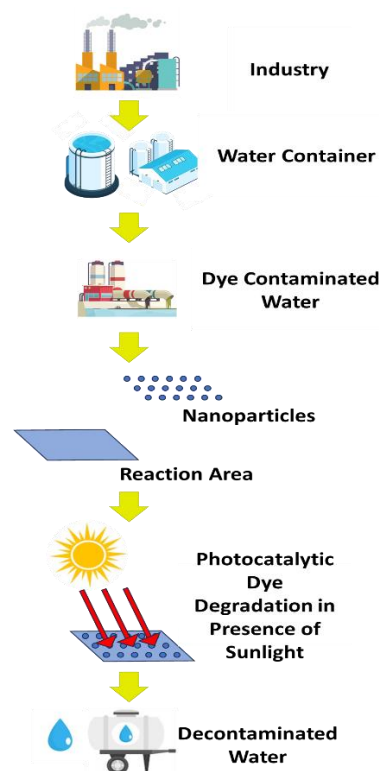 Industry
Water Container
Dye Contaminated
Water
Nanoparticles
Reaction Area
Photocatalytic
Dye
Degradation in
Presence of
Sunlight
Decontaminated
Water